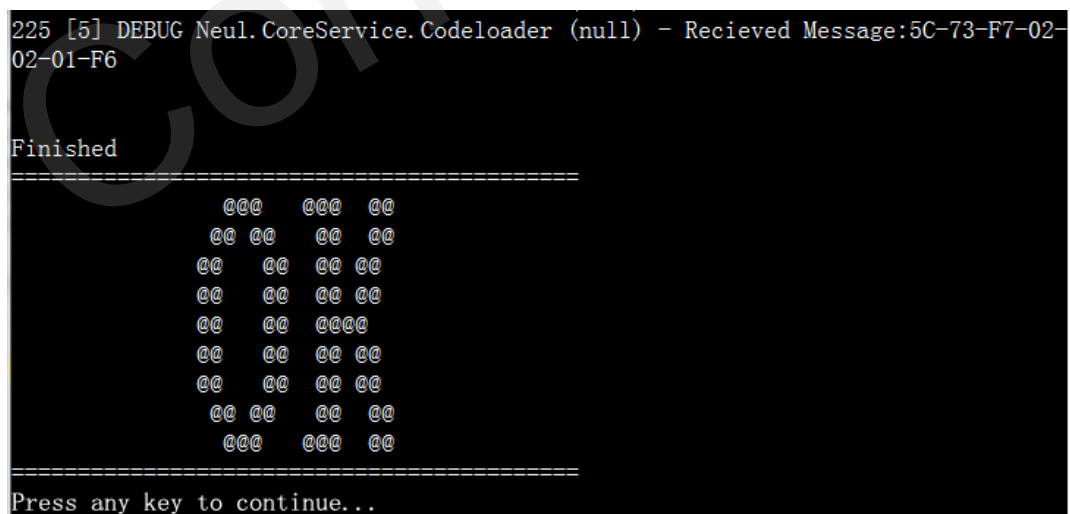 225 [5] DEBUG Neul.CoreService.Codeloader (null) - Recieved Message:5C-73-F7-02-
02-01-F6
Finished
===========================================
                @@@   @@@  @@
               @@ @@   @@  @@
              @@   @@  @@ @@
              @@   @@  @@ @@
              @@   @@  @@@@
              @@   @@  @@ @@
              @@   @@  @@ @@
               @@ @@   @@  @@
                @@@   @@@  @@
===========================================
Press any key to continue...